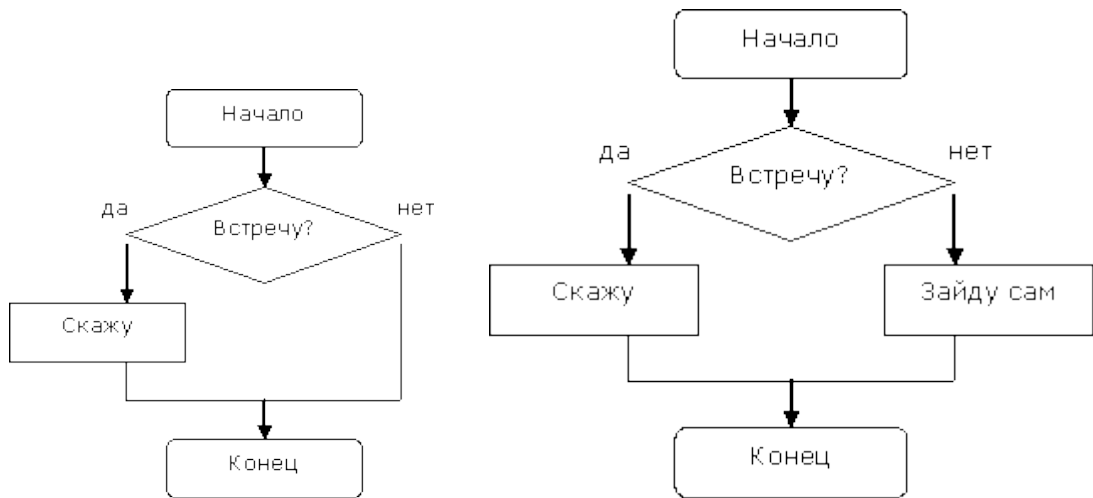 Начало
Встречу?
да
нет
Скажу
Конец
Начало
Встречу?
да
нет
Скажу
Зайду сам
Конец